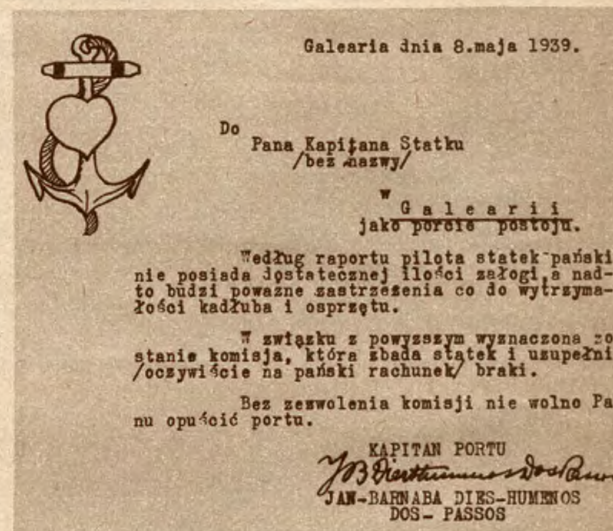 Galearia dnia 8.maja 1939.
Do
Pana Kapitana Statku
/bez nazwy/
w
Galearii
jako porcie postoju.
Według raportu pilota statek pański
nie posiada dostatecznej ilości załogi, a nad-
to budzi poważne zastrzeżenia co do wytrzyma-
łości kadłuba i osprzętu.
W związku z powyższym wyznaczona zo
stanie komisja, która zbada statek i uzupełni
/oczywiście na pański rachunek/ braki.
Bez zezwolenia komisji nie wolno Pa
nu opuścić portu.
KAPITAN PORTU
JAN-BARNABA DIES-HUMENOS
DOS- PASSOS